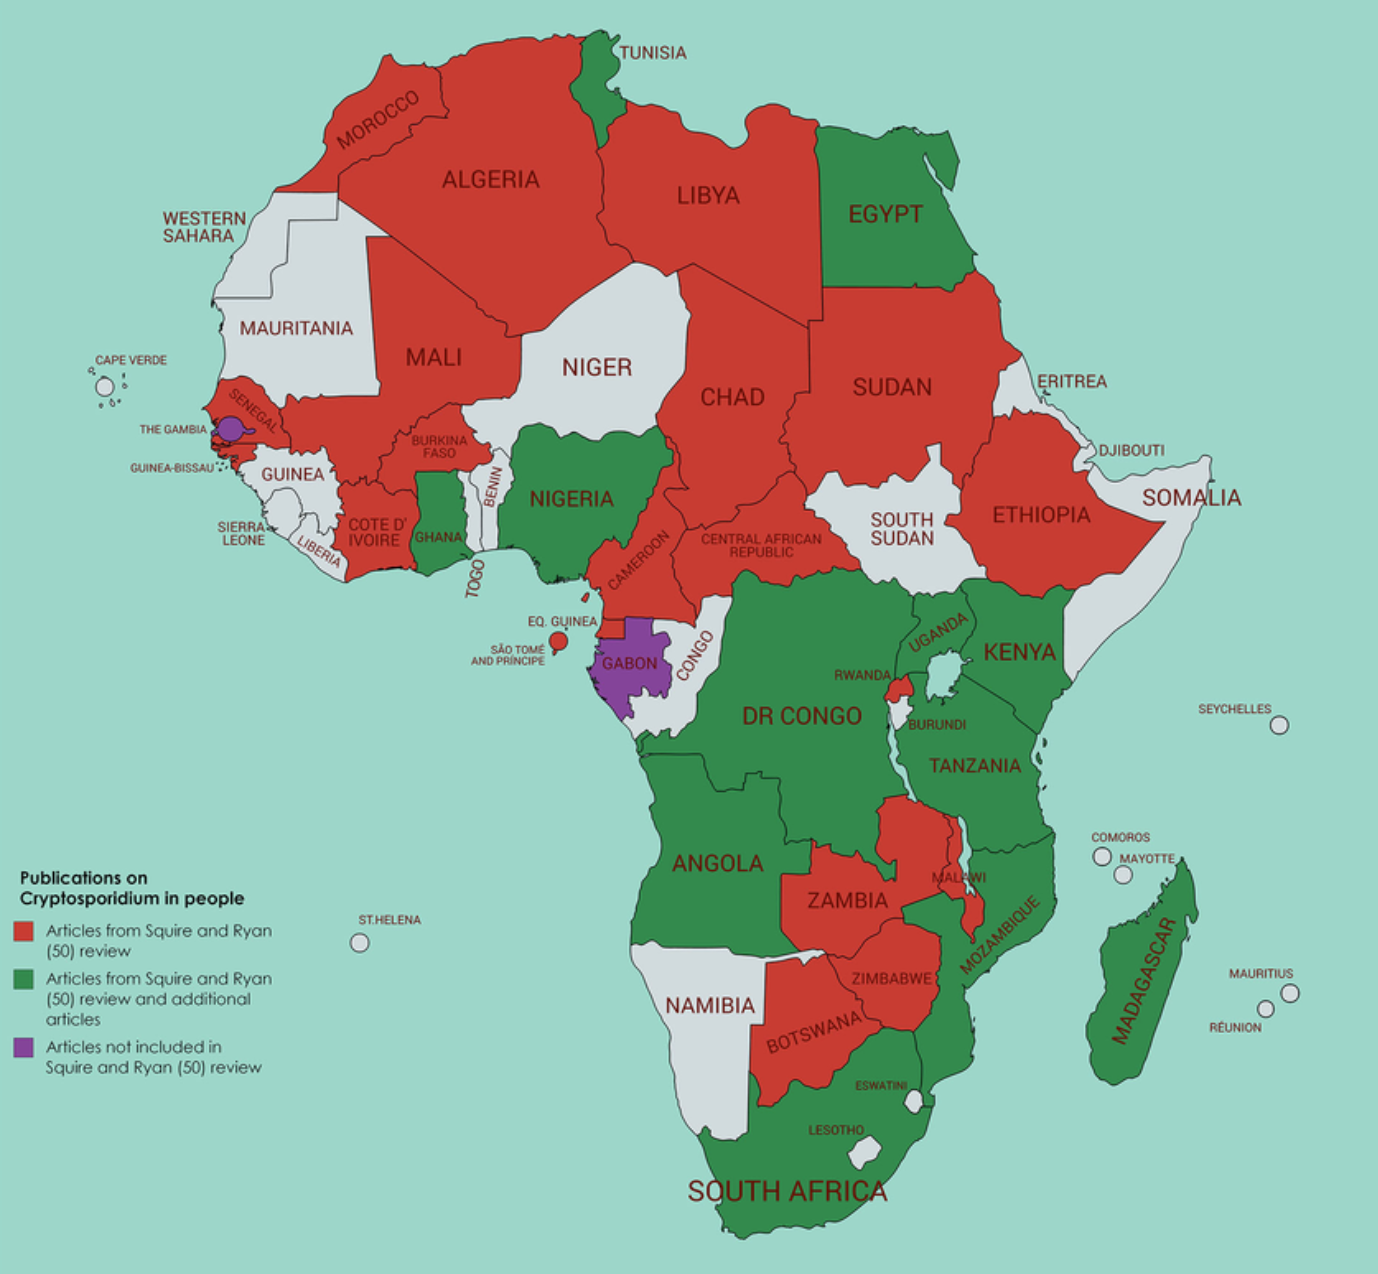 TUNISIA
MOROCCO
ALGERIA
LIBYA
EGYPT
WESTERN
SAHARA
MAURITANIA
MALI
NIGER
CHAD
SUDAN
ERITREA
CAPE VERDE
SENEGAL
THE GAMBIA
GUINEA-BISSAU
GUINEA
BURKINA
FASO
BENIN
NIGERIA
DJIBOUTI
SOMALIA
ETHIOPIA
SOUTH
SUDAN
SIERRA
LEONE
LIBERIA
COTE D'
IVOIRE
GHANA
TOGO
CAMEROON
CENTRAL AFRICAN
REPUBLIC
EQ. GUINEA
SÃO TOMÉ
AND PRÍNCIPE
GABON
CONGO
UGANDA
KENYA
RWANDA
DR CONGO
BURUNDI
TANZANIA
SEYCHELLES
COMOROS
MAYOTTE
ANGOLA
ZAMBIA
MALAWI
MOZAMBIQUE
MADAGASCAR
ST.HELENA
ZIMBABWE
NAMIBIA
BOTSWANA
MAURITIUS
RÉUNION
ESWATINI
LESOTHO
SOUTH AFRICA
Publications on
Cryptosporidium in people
Articles from Squire and Ryan
(50) review
Articles from Squire and Ryan
(50) review and additional
articles
Articles not included in
Squire and Ryan (50) review